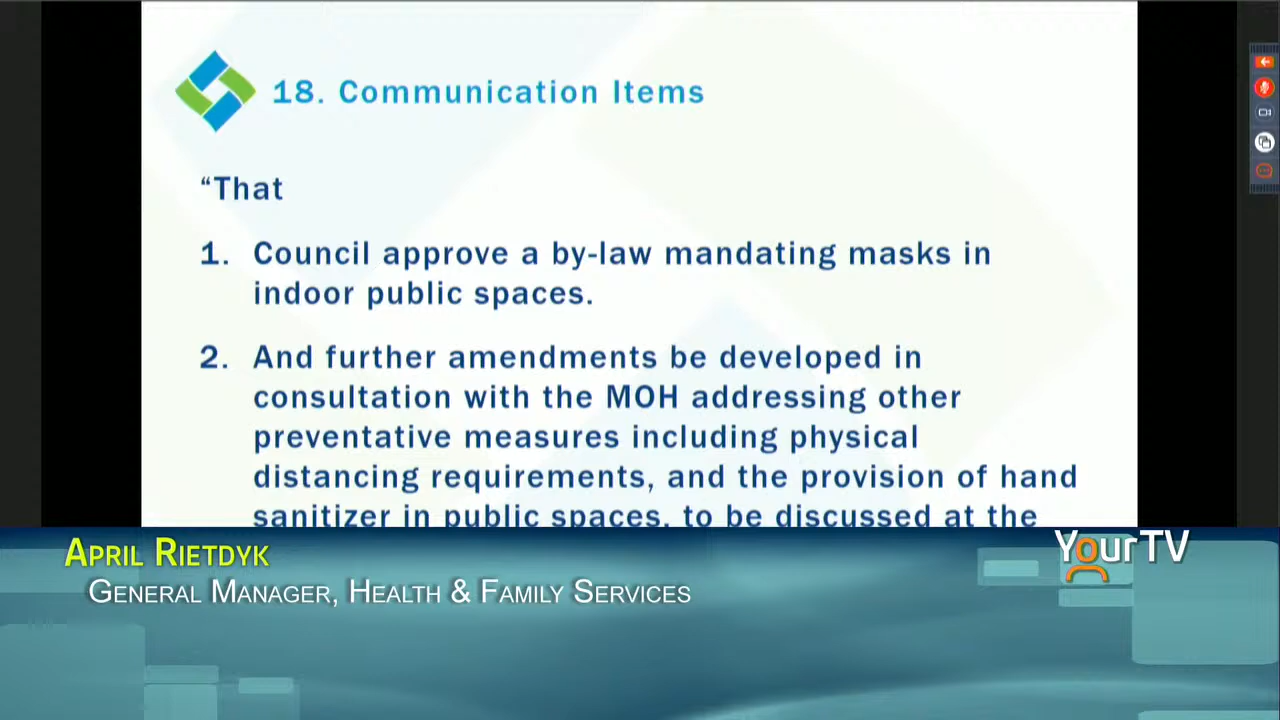 18. Communication Items
“That
1. Council approve a by-law mandating masks in
indoor public spaces.
2. And further amendments be developed in
consultation with the MOH addressing other
preventative measures including physical
distancing requirements, and the provision of hand
sanitizer in public spaces, to be discussed at the
APRIL RIETDYK
YourTV
GENERAL MANAGER, HEALTH & FAMILY SERVICES